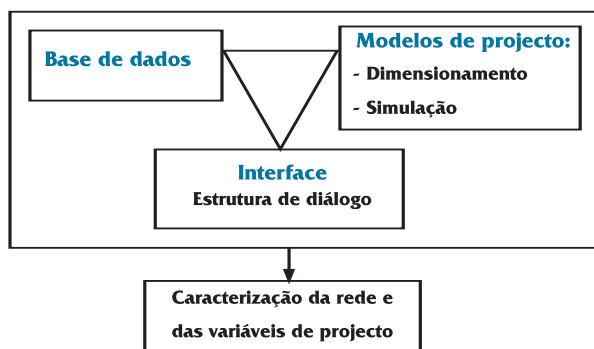 Base de dados
Modelos de projecto:
- Dimensionamento
- Simulação
Interface
Estrutura de diálogo
Caracterização da rede e
das variáveis de projecto